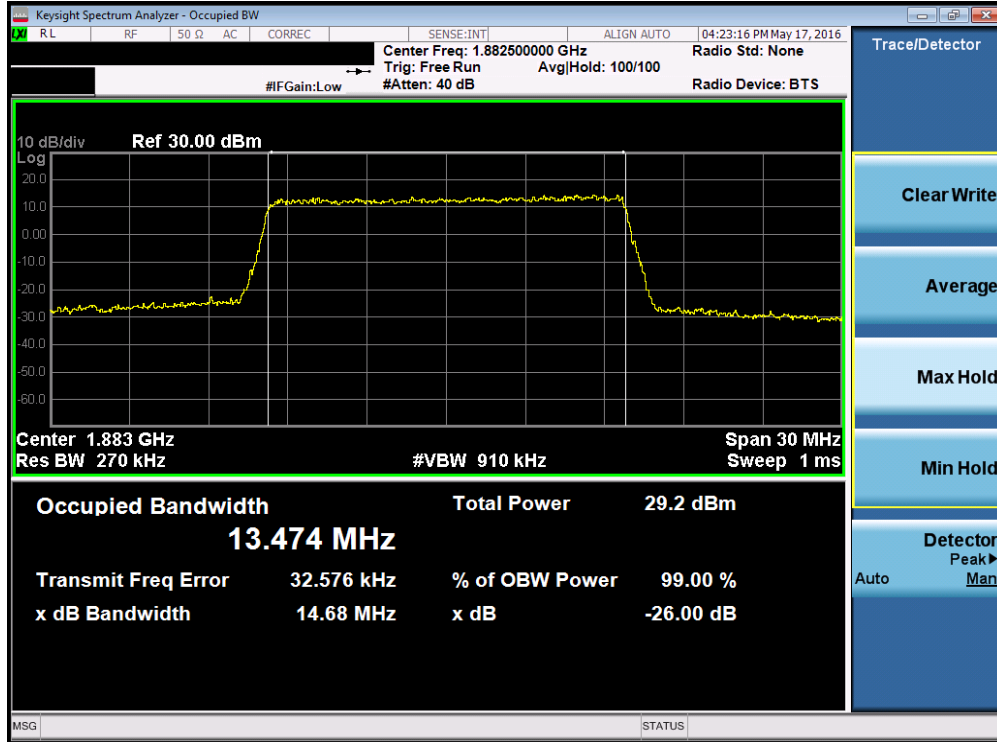 Keysight Spectrum Analyzer - Occupied BW
LXI RL RF 50 Ω AC CORREC SENSE:INT ALIGN AUTO 04:23:16 PM May 17, 2016
Center Freq: 1.882500000 GHz Radio Std: None
Trig: Free Run Avg|Hold: 100/100
#IFGain:Low #Atten: 40 dB Radio Device: BTS
10 dB/div Ref 30.00 dBm
Log
20.0
10.0
0.00
-10.0
-20.0
-30.0
-40.0
-50.0
-60.0
Center 1.883 GHz Span 30 MHz
Res BW 270 kHz #VBW 910 kHz Sweep 1 ms
Occupied Bandwidth Total Power 29.2 dBm
13.474 MHz
Transmit Freq Error 32.576 kHz % of OBW Power 99.00 %
x dB Bandwidth 14.68 MHz x dB -26.00 dB
MSG STATUS
Trace/Detector
Clear Write
Average
Max Hold
Min Hold
Detector
Peak▶
Auto Man